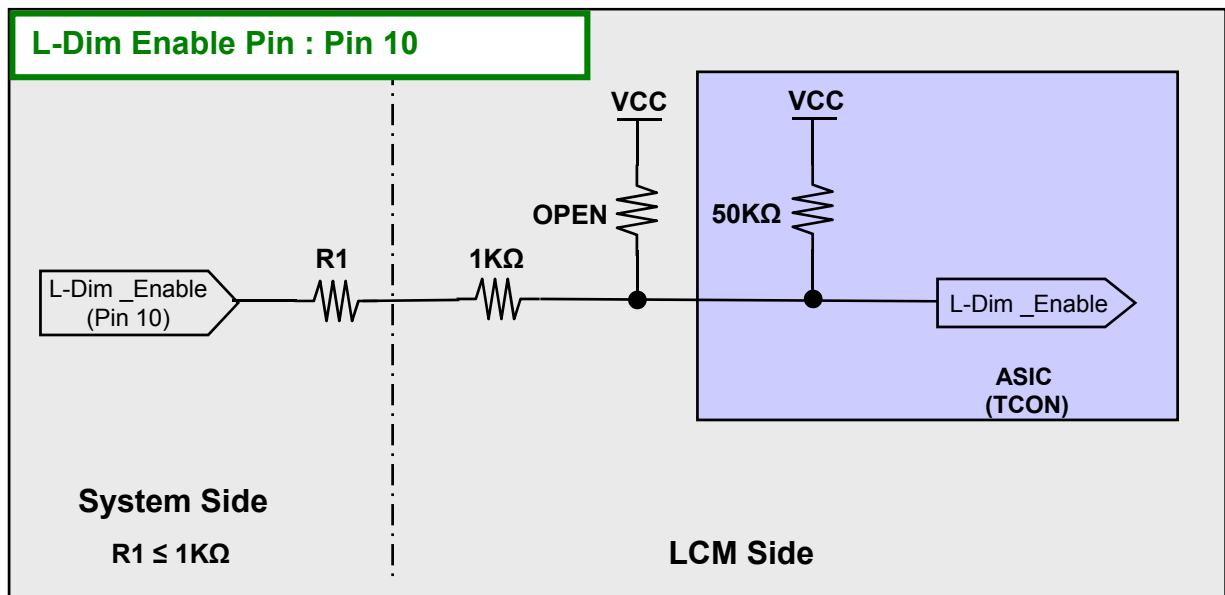 L-Dim Enable Pin : Pin 10
VCC
VCC
OPEN
50KΩ
R1
1KΩ
L-Dim _Enable
(Pin 10)
L-Dim _Enable
ASIC
(TCON)
System Side
R1 ≤ 1KΩ
LCM Side